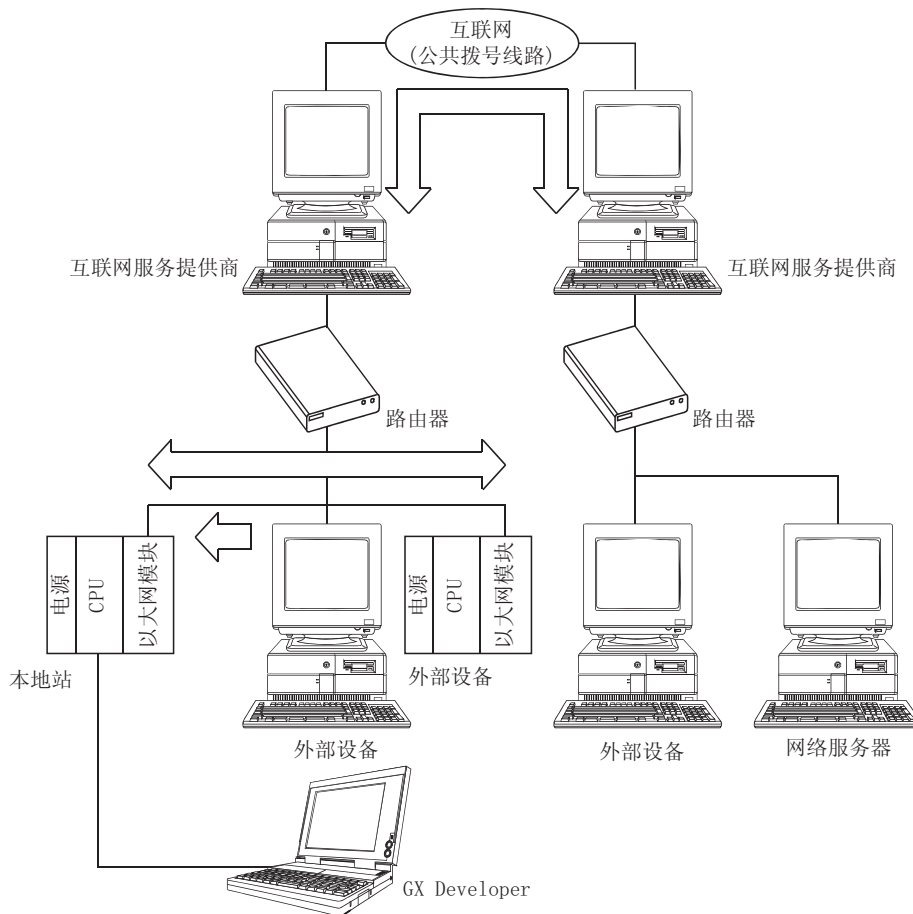 互联网
(公共拨号线路)
互联网服务提供商
互联网服务提供商
路由器
路由器
电源
CPU
以太网模块
本地站
电源
CPU
以太网模块
外部设备
外部设备
外部设备
网络服务器
GX Developer